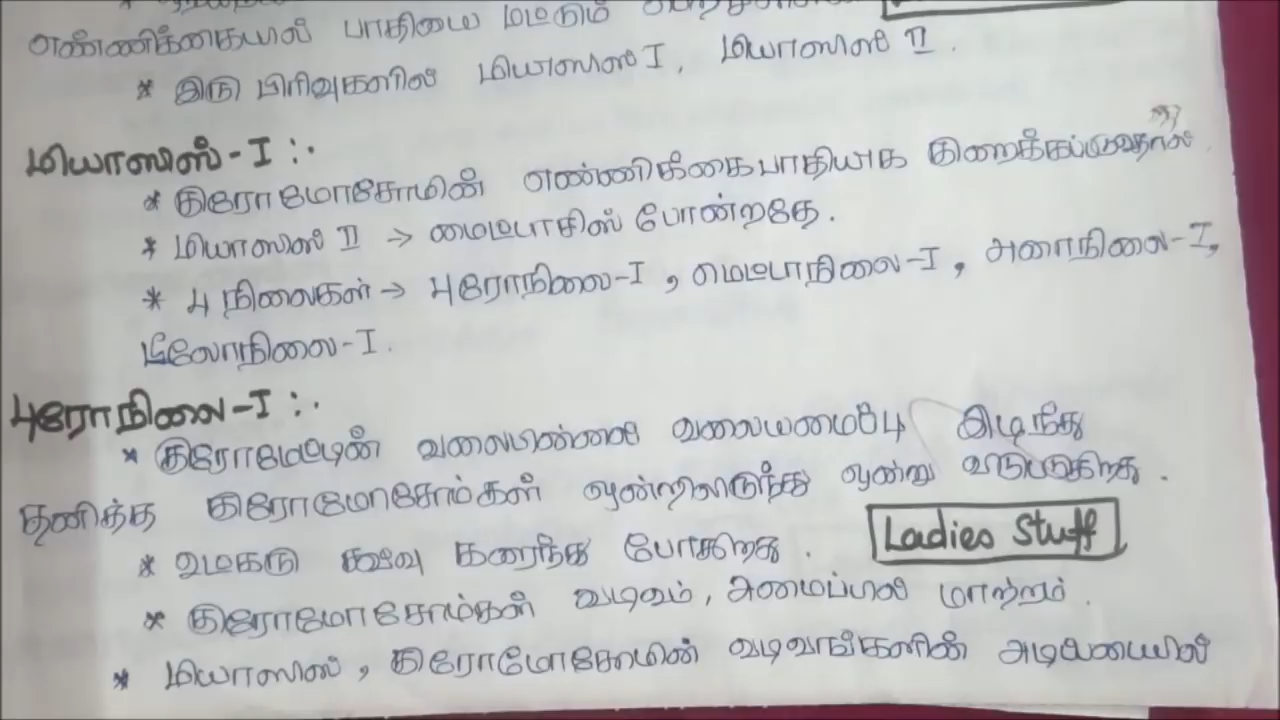 எண்ணிக்கையில் பாதியை மட்டும்
* இரு பிரிவுகளில் மியாஸிஸ் I, மியாஸிஸ் II.
மியாஸிஸ் - I :.
* குரோமோசோமின் எண்ணிக்கை பாதியாக குறைக்கப்படுவதால்
* மியாஸிஸ் II → மைட்டாசிஸ் போன்றதே.
* 4 நிலைகள் → புரோநிலை-I, மெட்டாநிலை-I, அனாநிலை-I,
டீலோநிலை-I.
புரோநிலை-I :.
* குரோமேட்டின் வலைபின்னல் வலையமைப்பு அடிந்து
தனித்த குரோமோசோம்கள் ஒன்றிலிருந்து ஒன்று விடுபடுகிறது.
* உட்கரு சவ்வு கரைந்து போகிறது.
Ladies Stuff
* குரோமோசோம்கள் வடிவம், அமைப்பில் மாற்றம்.
* மியாஸிஸ், குரோமோசோமின் வடிவங்களின் அடிப்படையில்